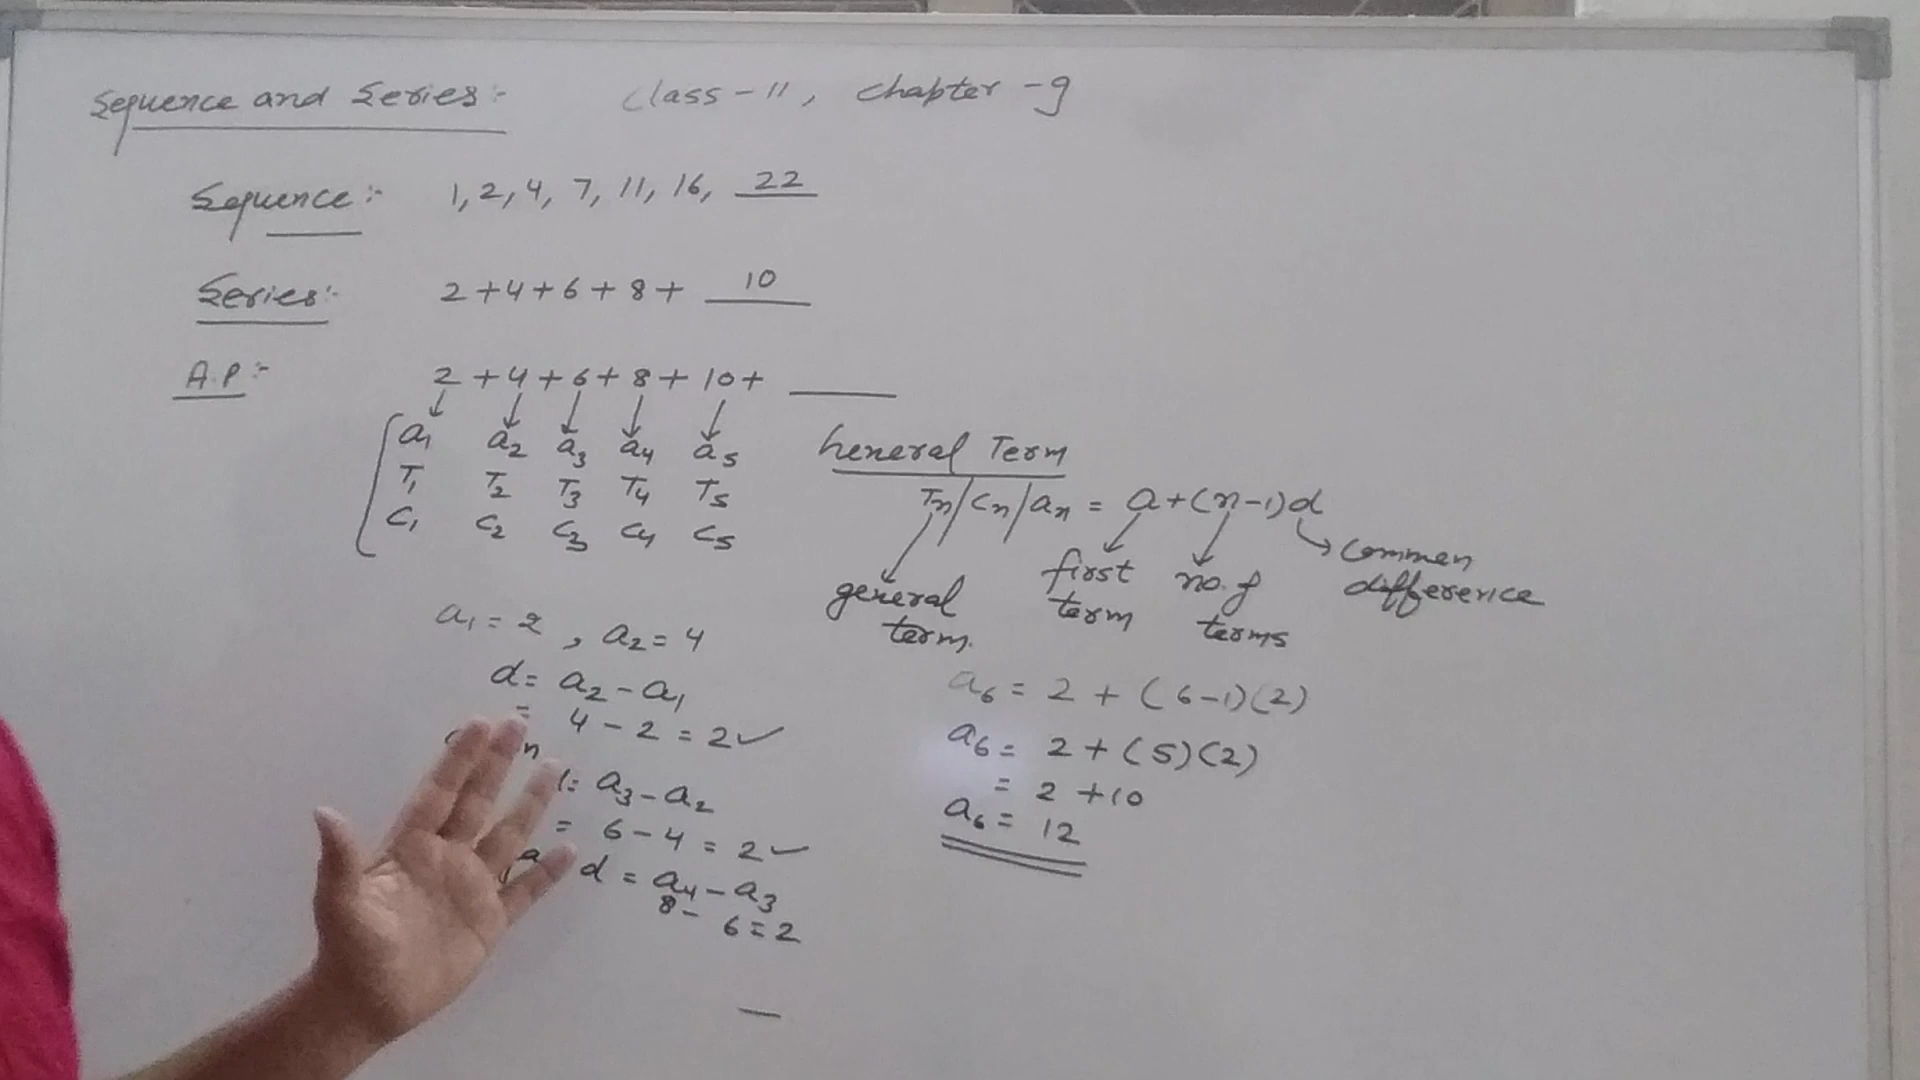 Sequence and Series:- Class-11, Chapter-9
Sequence:- 1, 2, 4, 7, 11, 16, 22
Series:- 2+4+6+8+ 10
A.P:- 2+4+6+8+10+
a1 a2 a3 a4 a5
T1 T2 T3 T4 T5
C1 C2 C3 C4 C5
General Term
Tn/Cn/an = a+(n-1)d
general term.
first term
no. of terms
commen difference
a1 = 2, a2 = 4
d = a2-a1
= 4-2 = 2✓
= a3-a2
= 6-4 = 2✓
d = a4-a3
8-6=2
a6 = 2+(6-1)(2)
a6 = 2+(5)(2)
= 2+10
a6 = 12